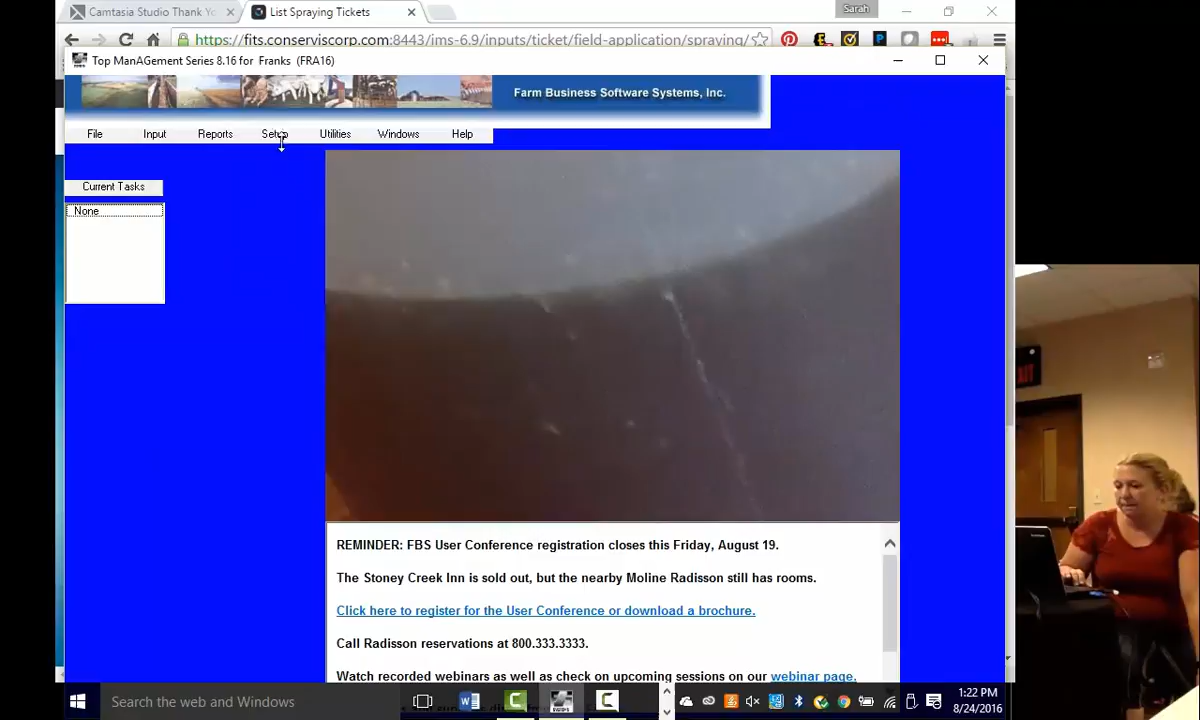 Camtasia Studio Thank Yo
List Spraying Tickets
Sarah
https://fits.conserviscorp.com:8443/ims-6.9/inputs/ticket/field-application/spraying/
Top ManAGement Series 8.16 for Franks (FRA16)
Farm Business Software Systems, Inc.
File Input Reports Setup Utilities Windows Help
Current Tasks
None
REMINDER: FBS User Conference registration closes this Friday, August 19.
The Stoney Creek Inn is sold out, but the nearby Moline Radisson still has rooms.
Click here to register for the User Conference or download a brochure.
Call Radisson reservations at 800.333.3333.
Watch recorded webinars as well as check on upcoming sessions on our webinar page.
EXIT
Search the web and Windows
1:22 PM
8/24/2016